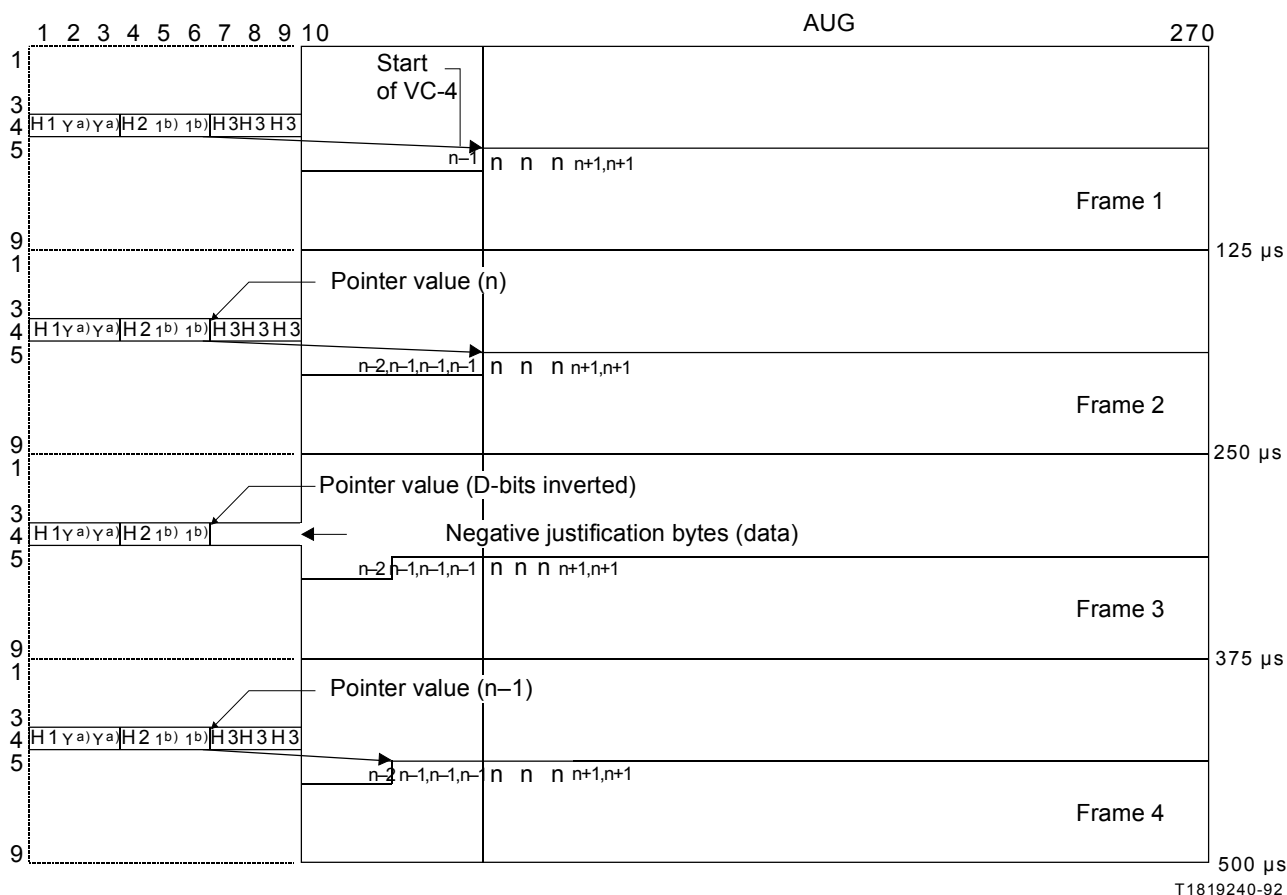 1 2 3 4 5 6 7 8 9 10 AUG 270
1
Start
of VC-4
3
4 H1 Y a) Y a) H2 1 b) 1 b) H3 H3 H3
5
n–1 n n n n+1,n+1
Frame 1
9
125 µs
1
Pointer value (n)
3
4 H1 Y a) Y a) H2 1 b) 1 b) H3 H3 H3
5
n–2,n–1,n–1,n–1 n n n n+1,n+1
Frame 2
9
250 µs
1
Pointer value (D-bits inverted)
3
4 H1 Y a) Y a) H2 1 b) 1 b)
Negative justification bytes (data)
5
n–2 n–1,n–1,n–1 n n n n+1,n+1
Frame 3
9
375 µs
1
Pointer value (n–1)
3
4 H1 Y a) Y a) H2 1 b) 1 b) H3 H3 H3
5
n–2 n–1,n–1,n–1 n n n n+1,n+1
Frame 4
9
500 µs
T1819240-92